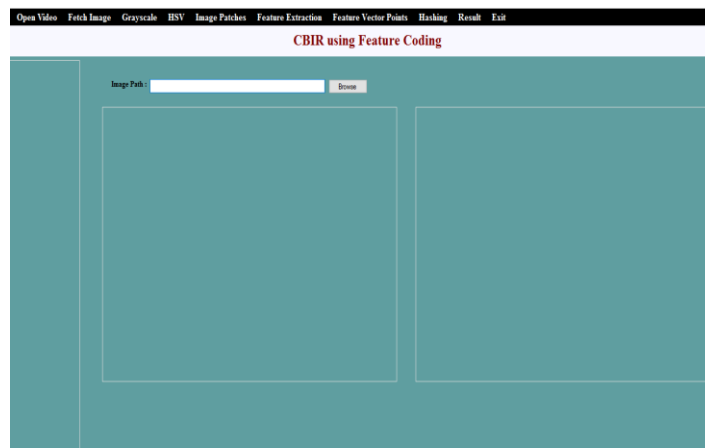 Open Video Fetch Image Grayscale HSV Image Patches Feature Extraction Feature Vector Points Hashing Result Exit
CBIR using Feature Coding
Image Path : Browse